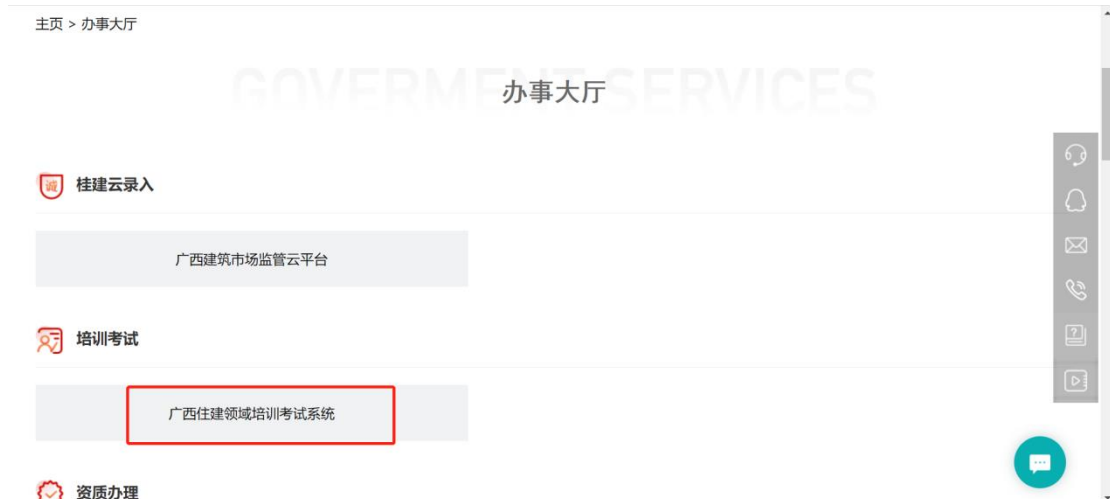 主页 > 办事大厅
GOVERMENT SERVICES
办事大厅
诚
桂建云录入
广西建筑市场监管云平台
培训考试
广西住建领域培训考试系统
资质办理